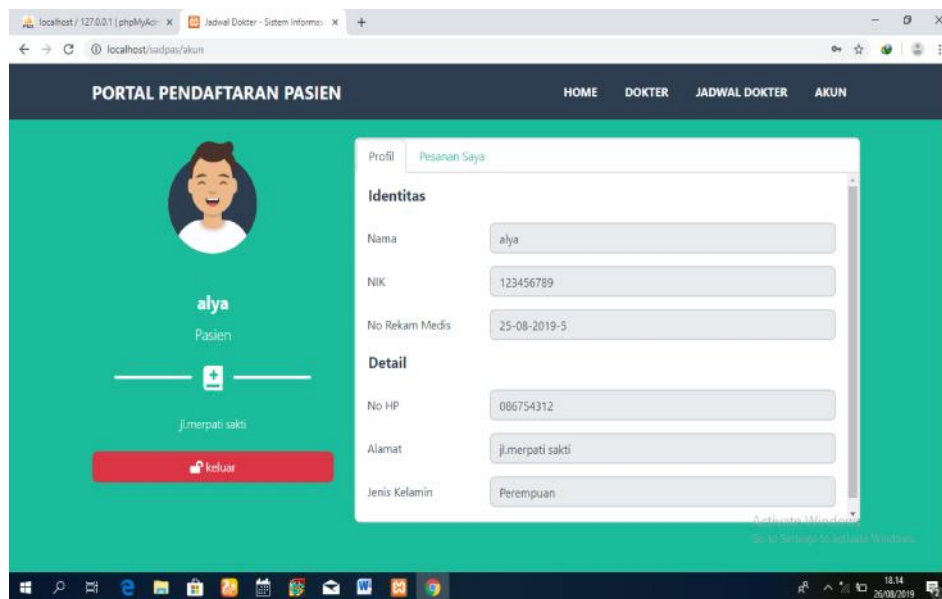 localhost / 127.0.0.1 | phpMyAdr
Jadwal Dokter - Sistem Informas
localhost/sadpas/akun
PORTAL PENDAFTARAN PASIEN
HOME DOKTER JADWAL DOKTER AKUN
alya
Pasien
jl.merpati sakti
keluar
Profil Pesanan Saya
Identitas
Nama alya
NIK 123456789
No Rekam Medis 25-08-2019-5
Detail
No HP 086754312
Alamat jl.merpati sakti
Jenis Kelamin Perempuan
Activate Windows
Go to Settings to activate Windows.
18.14
26/08/2019